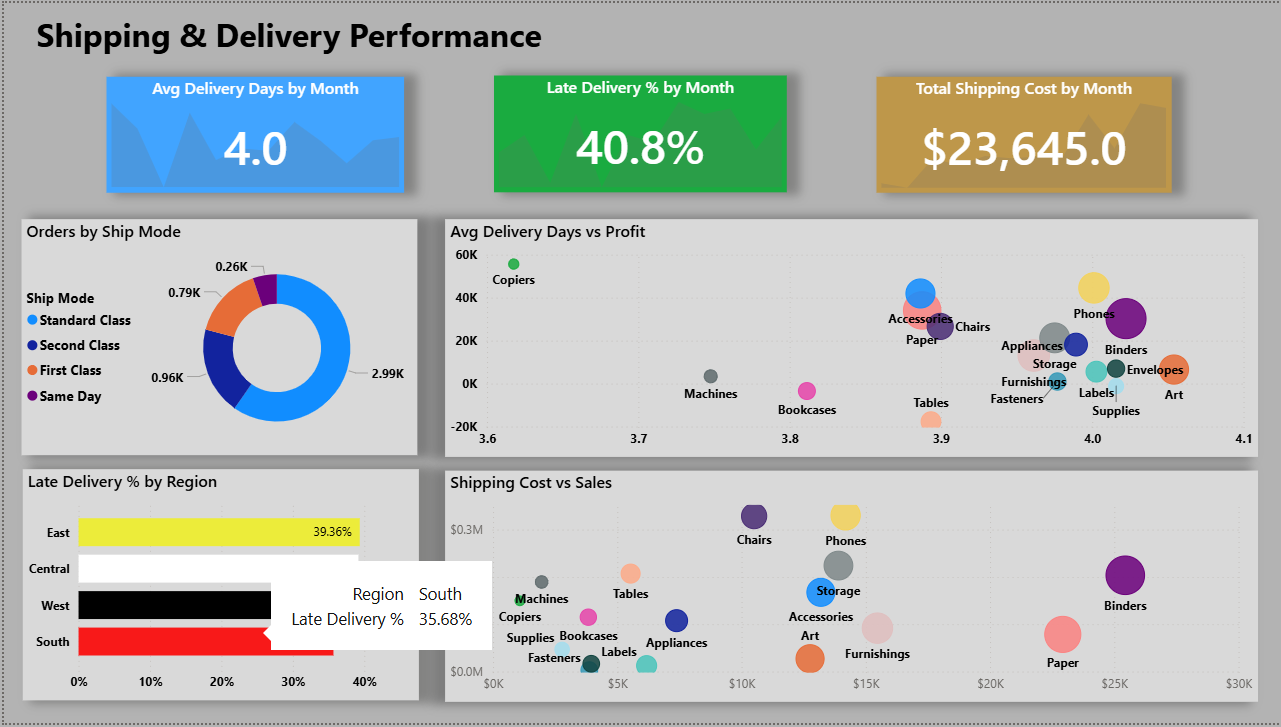 Shipping & Delivery Performance
Avg Delivery Days by Month
4.0
Late Delivery % by Month
40.8%
Total Shipping Cost by Month
$23,645.0
Orders by Ship Mode
Ship Mode
Standard Class
Second Class
First Class
Same Day
0.26K
0.79K
0.96K
2.99K
Avg Delivery Days vs Profit
60K
40K
20K
0K
-20K
Copiers
Accessories
Paper
Chairs
Phones
Binders
Appliances
Storage
Machines
Bookcases
Tables
Furnishings
Fasteners
Labels
Envelopes
Supplies
Art
3.6
3.7
3.8
3.9
4.0
4.1
Late Delivery % by Region
East
39.36%
Central
West
South
Region South
Late Delivery % 35.68%
0%
10%
20%
30%
40%
Shipping Cost vs Sales
$0.3M
$0.0M
Chairs
Phones
Machines
Tables
Storage
Copiers
Accessories
Binders
Supplies
Bookcases
Appliances
Art
Fasteners
Labels
Furnishings
Paper
$0K
$5K
$10K
$15K
$20K
$25K
$30K